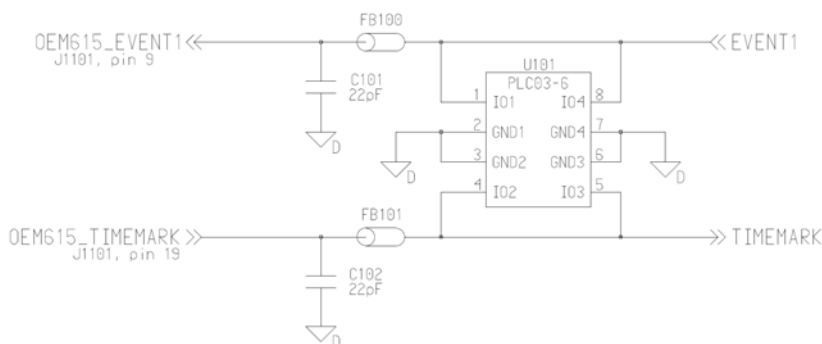 FB100
OEM615_EVENT1
EVENT1
J1101, pin 9
U101
PLC03-6
C101
22pF
1 IO1 IO4 8
2 GND1 GND4 7
D
3 GND2 GND3 6
D D
4 IO2 IO3 5
FB101
OEM615_TIMEMARK
TIMEMARK
J1101, pin 19
C102
22pF
D